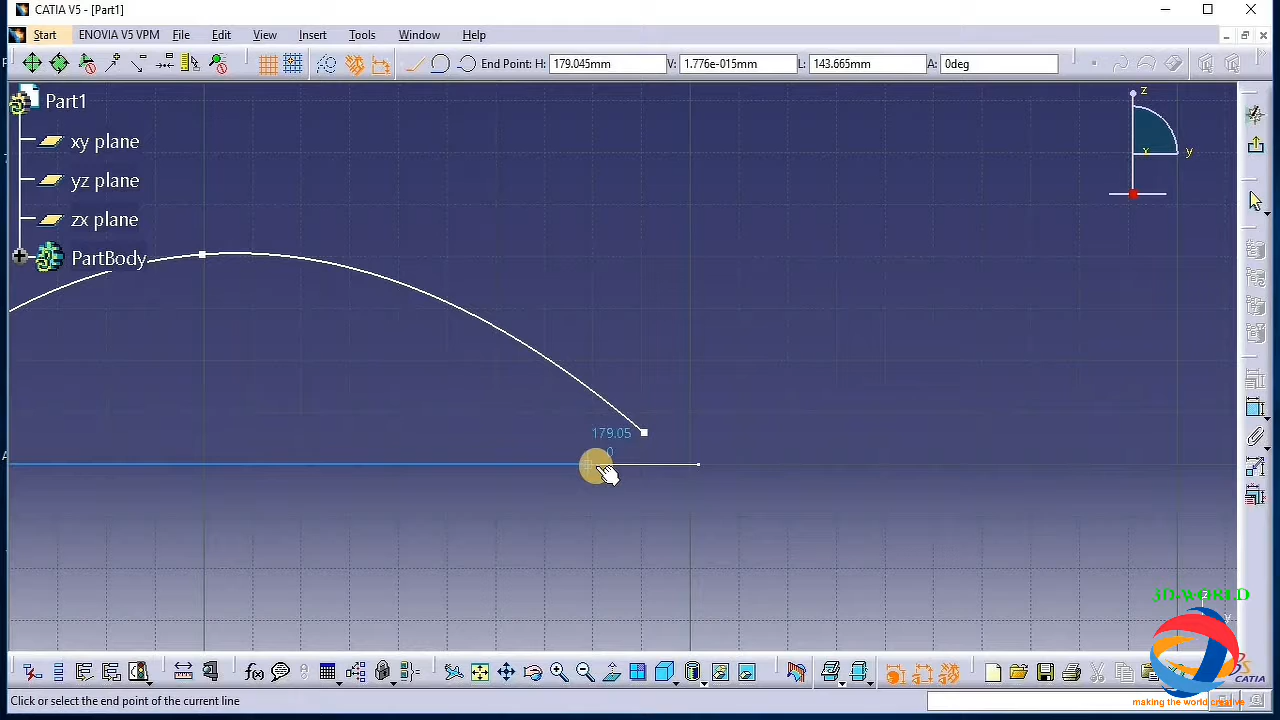 CATIA V5 - [Part1]
Start ENOVIA V5 VPM File Edit View Insert Tools Window Help
End Point: H: 179.045mm V: 1.776e-015mm L: 143.665mm A: 0deg
Part1
xy plane
yz plane
zx plane
PartBody
z
x y
179.05
0
3D-WORLD
z
y
f(x)
CATIA
making the world creative
Click or select the end point of the current line